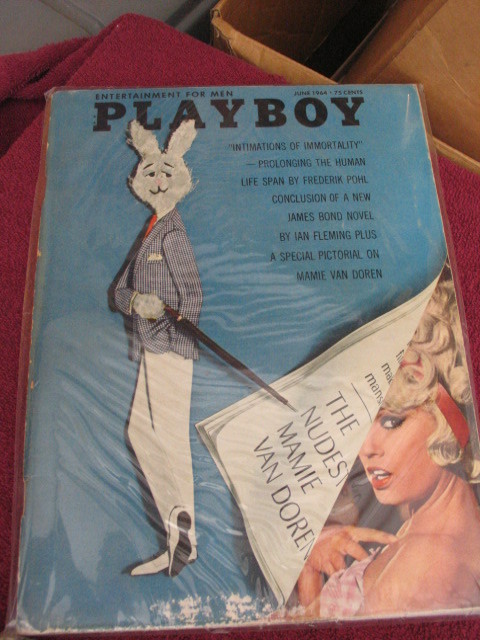 ENTERTAINMENT FOR MEN
JUNE 1964 • 75 CENTS
PLAYBOY
"INTIMATIONS OF IMMORTALITY"
— PROLONGING THE HUMAN
LIFE SPAN BY FREDERIK POHL
CONCLUSION OF A NEW
JAMES BOND NOVEL
BY IAN FLEMING PLUS
A SPECIAL PICTORIAL ON
MAMIE VAN DOREN
THE
NUDEST
MAMIE
VAN DOREN